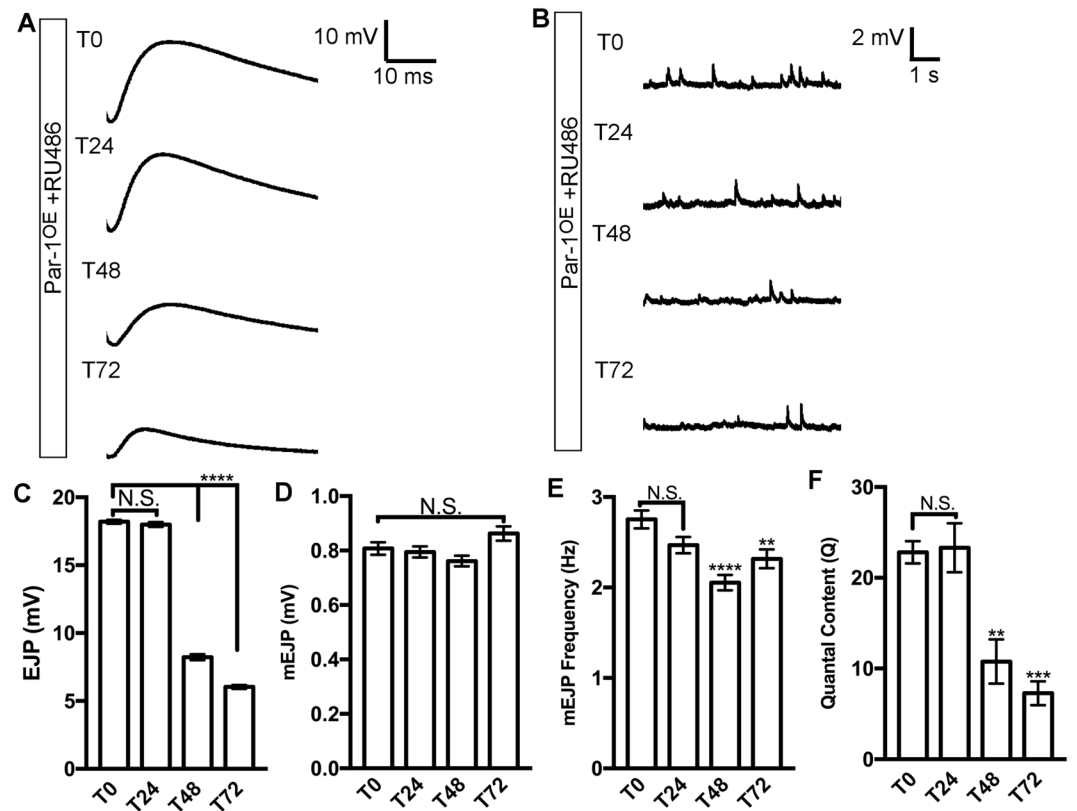 A
Par-1OE +RU486
T0
10 mV
10 ms
T24
T48
T72
B
Par-1OE +RU486
T0
2 mV
1 s
T24
T48
T72
C
EJP (mV)
20
15
10
5
0
N.S.
****
T0
T24
T48
T72
D
mEJP (mV)
1.0
0.8
0.6
0.4
0.2
0.0
N.S.
T0
T24
T48
T72
E
mEJP Frequency (Hz)
3
2
1
0
N.S.
****
**
T0
T24
T48
T72
F
Quantal Content (Q)
30
20
10
0
N.S.
**
***
T0
T24
T48
T72